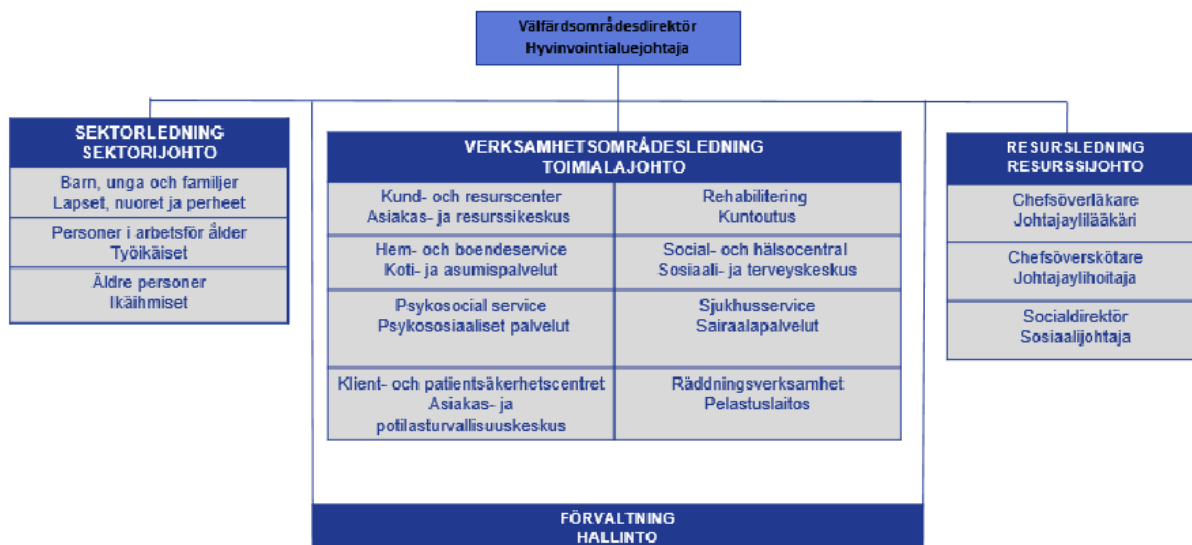 Välfärdsområdesdirektör
Hyvinvointialuejohtaja
SEKTORLEDNING
SEKTORIJOHTO
Barn, unga och familjer
Lapset, nuoret ja perheet
Personer i arbetsför ålder
Työikäiset
Äldre personer
Ikäihmiset
VERKSAMHETSOMRÅDESLEDNING
TOIMIALAJOHTO
Kund- och resurscenter
Asiakas- ja resurssikeskus
Rehabilitering
Kuntoutus
Hem- och boendeservice
Koti- ja asumispalvelut
Social- och hälsocentral
Sosiaali- ja terveyskeskus
Psykosocial service
Psykososiaaliset palvelut
Sjukhusservice
Sairaalapalvelut
Klient- och patientsäkerhetscentret
Asiakas- ja
potilasturvallisuuskeskus
Räddningsverksamhet
Pelastuslaitos
RESURSLEDNING
RESURSSIJOHTO
Chefsöverläkare
Johtajaylilääkäri
Chefsöverskötare
Johtajaylihoitaja
Socialdirektör
Sosiaalijohtaja
FÖRVALTNING
HALLINTO